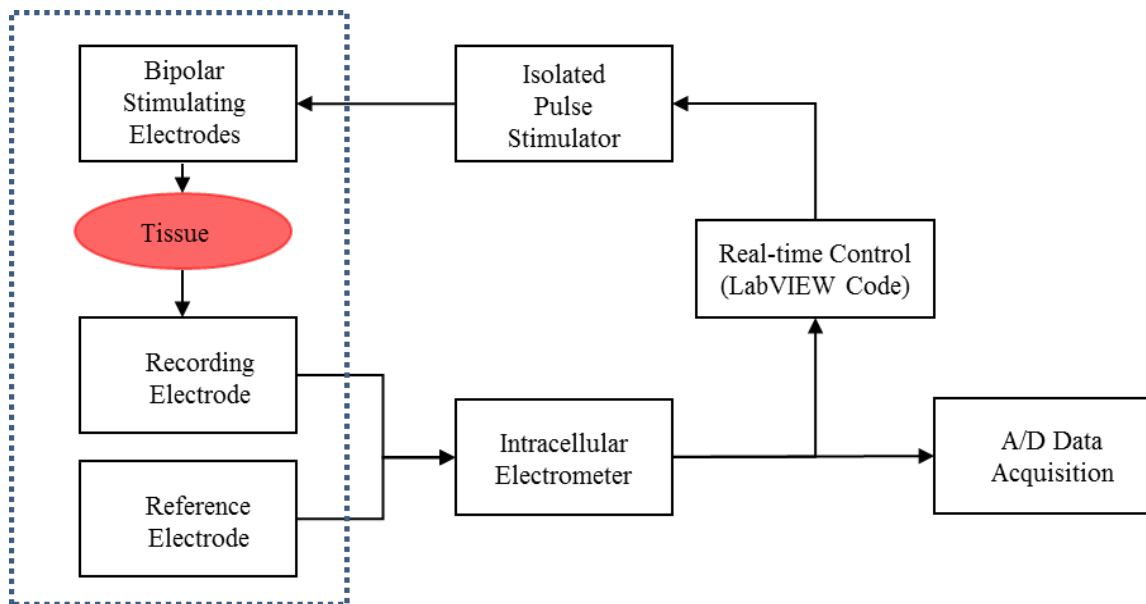 Bipolar
Stimulating
Electrodes
Isolated
Pulse
Stimulator
Tissue
Real-time Control
(LabVIEW Code)
Recording
Electrode
Intracellular
Electrometer
A/D Data
Acquisition
Reference
Electrode